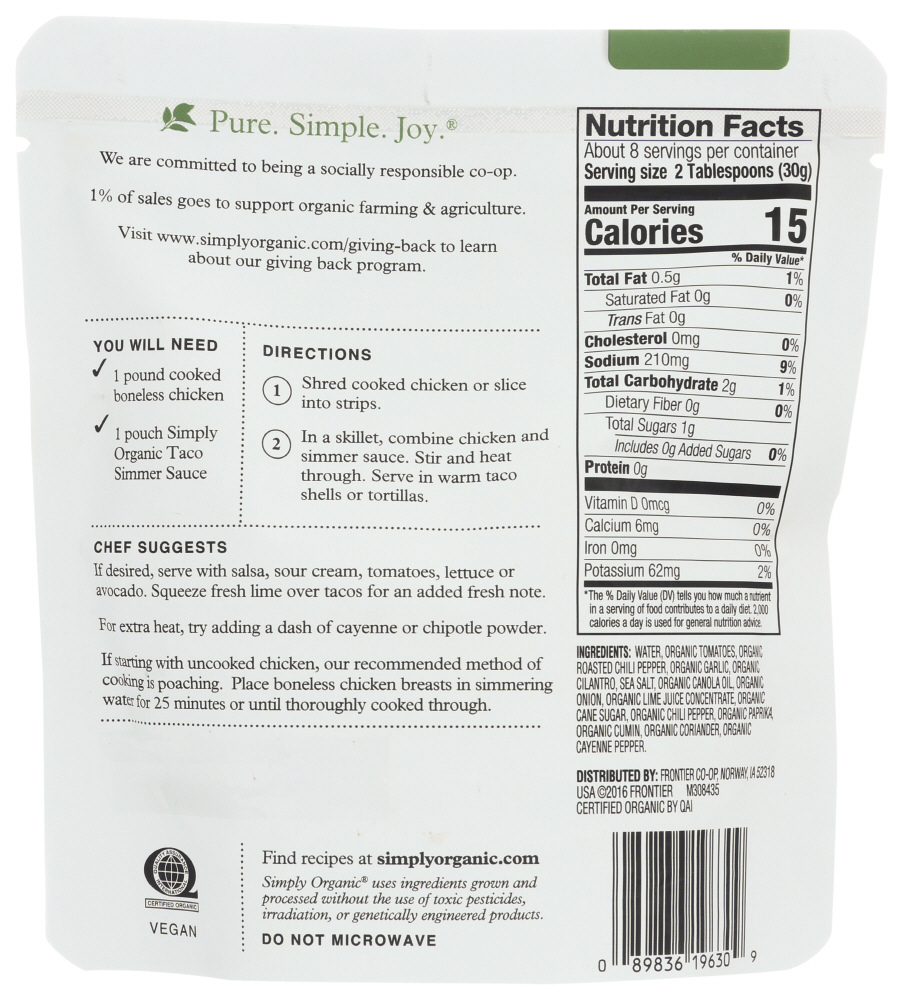 Pure. Simple. Joy.®
We are committed to being a socially responsible co-op.
1% of sales goes to support organic farming & agriculture.
Visit www.simplyorganic.com/giving-back to learn
about our giving back program.
YOU WILL NEED
✓ 1 pound cooked
boneless chicken
✓ 1 pouch Simply
Organic Taco
Simmer Sauce
DIRECTIONS
1 Shred cooked chicken or slice
into strips.
2 In a skillet, combine chicken and
simmer sauce. Stir and heat
through. Serve in warm taco
shells or tortillas.
CHEF SUGGESTS
If desired, serve with salsa, sour cream, tomatoes, lettuce or
avocado. Squeeze fresh lime over tacos for an added fresh note.
For extra heat, try adding a dash of cayenne or chipotle powder.
If starting with uncooked chicken, our recommended method of
cooking is poaching. Place boneless chicken breasts in simmering
water for 25 minutes or until thoroughly cooked through.
QUALITY ASSURANCE
INTERNATIONAL
CERTIFIED ORGANIC
VEGAN
Find recipes at simplyorganic.com
Simply Organic® uses ingredients grown and
processed without the use of toxic pesticides,
irradiation, or genetically engineered products.
DO NOT MICROWAVE
Nutrition Facts
About 8 servings per container
Serving size 2 Tablespoons (30g)
Amount Per Serving
Calories 15
% Daily Value*
Total Fat 0.5g 1%
Saturated Fat 0g 0%
Trans Fat 0g
Cholesterol 0mg 0%
Sodium 210mg 9%
Total Carbohydrate 2g 1%
Dietary Fiber 0g 0%
Total Sugars 1g
Includes 0g Added Sugars 0%
Protein 0g
Vitamin D 0mcg 0%
Calcium 6mg 0%
Iron 0mg 0%
Potassium 62mg 2%
*The % Daily Value (DV) tells you how much a nutrient
in a serving of food contributes to a daily diet. 2,000
calories a day is used for general nutrition advice.
INGREDIENTS: WATER, ORGANIC TOMATOES, ORGANIC
ROASTED CHILI PEPPER, ORGANIC GARLIC, ORGANIC
CILANTRO, SEA SALT, ORGANIC CANOLA OIL, ORGANIC
ONION, ORGANIC LIME JUICE CONCENTRATE, ORGANIC
CANE SUGAR, ORGANIC CHILI PEPPER, ORGANIC PAPRIKA,
ORGANIC CUMIN, ORGANIC CORIANDER, ORGANIC
CAYENNE PEPPER.
DISTRIBUTED BY: FRONTIER CO-OP, NORWAY, IA 52318
USA ©2016 FRONTIER M308435
CERTIFIED ORGANIC BY QAI
0 89836 19630 9